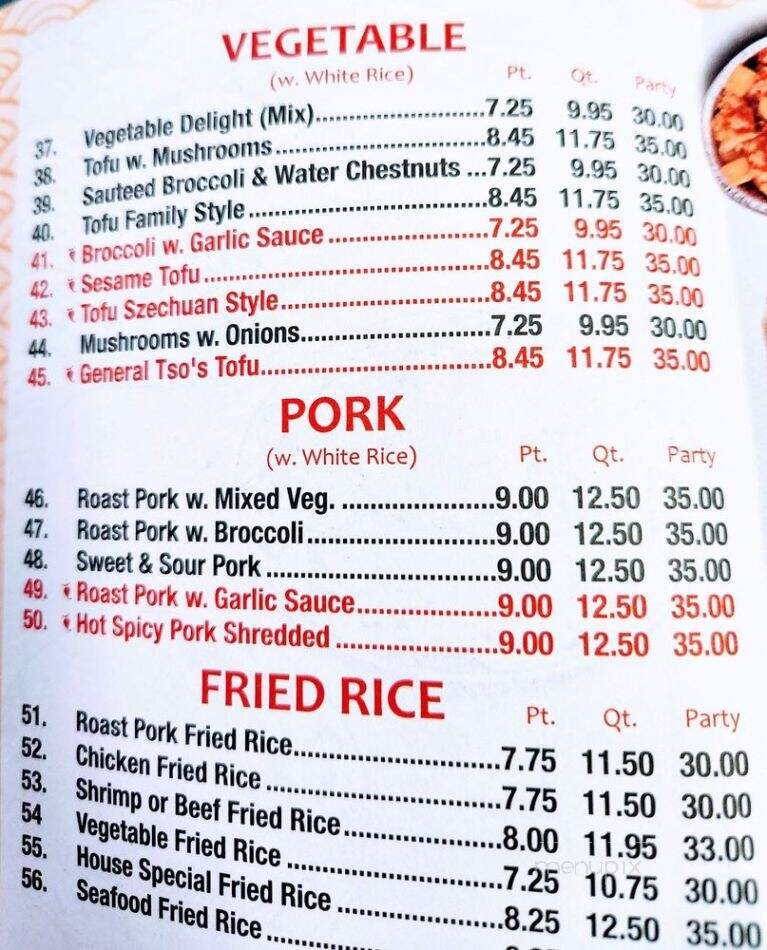 VEGETABLE
(w. White Rice) Pt. Qt. Party
37. Vegetable Delight (Mix)..........................7.25 9.95 30.00
38. Tofu w. Mushrooms................................8.45 11.75 35.00
39. Sauteed Broccoli & Water Chestnuts ...7.25 9.95 30.00
40. Tofu Family Style....................................8.45 11.75 35.00
41. Broccoli w. Garlic Sauce ........................7.25 9.95 30.00
42. Sesame Tofu...........................................8.45 11.75 35.00
43. Tofu Szechuan Style...............................8.45 11.75 35.00
44. Mushrooms w. Onions............................7.25 9.95 30.00
45. General Tso's Tofu..................................8.45 11.75 35.00
PORK
(w. White Rice) Pt. Qt. Party
46. Roast Pork w. Mixed Veg. ......................9.00 12.50 35.00
47. Roast Pork w. Broccoli...........................9.00 12.50 35.00
48. Sweet & Sour Pork .................................9.00 12.50 35.00
49. Roast Pork w. Garlic Sauce....................9.00 12.50 35.00
50. Hot Spicy Pork Shredded .......................9.00 12.50 35.00
FRIED RICE Pt. Qt. Party
51. Roast Pork Fried Rice.............................7.75 11.50 30.00
52. Chicken Fried Rice .................................7.75 11.50 30.00
53. Shrimp or Beef Fried Rice......................8.00 11.95 33.00
54 Vegetable Fried Rice ..............................7.25 10.75 30.00
55. House Special Fried Rice .......................8.25 12.50 35.00
56. Seafood Fried Rice.............
menupix